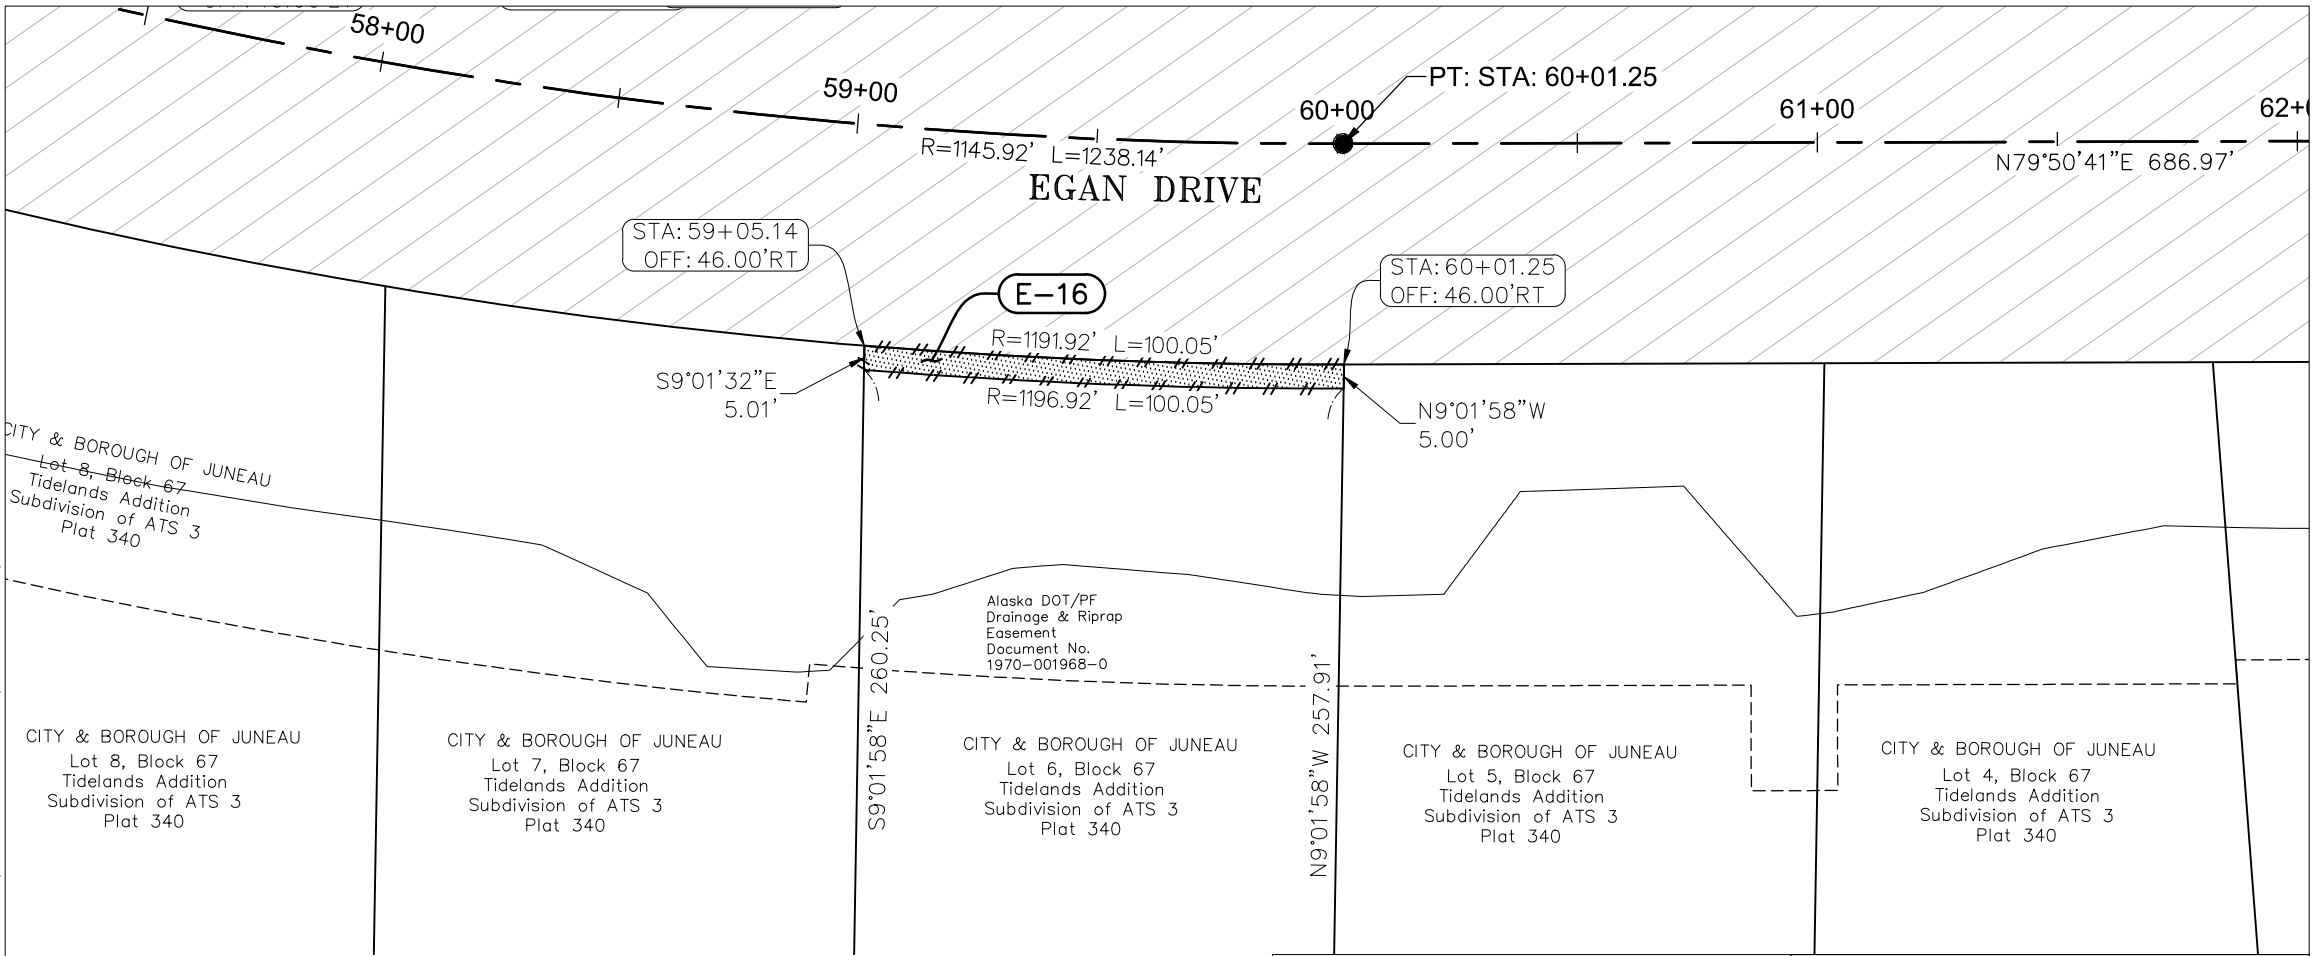 58+00
59+00
60+00
PT: STA: 60+01.25
61+00
R=1145.92' L=1238.14'
N79°50'41"E 686.97'
EGAN DRIVE
STA: 59+05.14
OFF: 46.00'RT
E-16
STA: 60+01.25
OFF: 46.00'RT
R=1191.92' L=100.05'
S9°01'32"E
5.01'
R=1196.92' L=100.05'
N9°01'58"W
5.00'
CITY & BOROUGH OF JUNEAU
Lot 8, Block 67
Tidelands Addition
Subdivision of ATS 3
Plat 340
Alaska DOT/PF
Drainage & Riprap
Easement
Document No.
1970-001968-0
S9°01'58"E 260.25'
N9°01'58"W 257.91'
CITY & BOROUGH OF JUNEAU
Lot 8, Block 67
Tidelands Addition
Subdivision of ATS 3
Plat 340
CITY & BOROUGH OF JUNEAU
Lot 7, Block 67
Tidelands Addition
Subdivision of ATS 3
Plat 340
CITY & BOROUGH OF JUNEAU
Lot 6, Block 67
Tidelands Addition
Subdivision of ATS 3
Plat 340
CITY & BOROUGH OF JUNEAU
Lot 5, Block 67
Tidelands Addition
Subdivision of ATS 3
Plat 340
CITY & BOROUGH OF JUNEAU
Lot 4, Block 67
Tidelands Addition
Subdivision of ATS 3
Plat 340